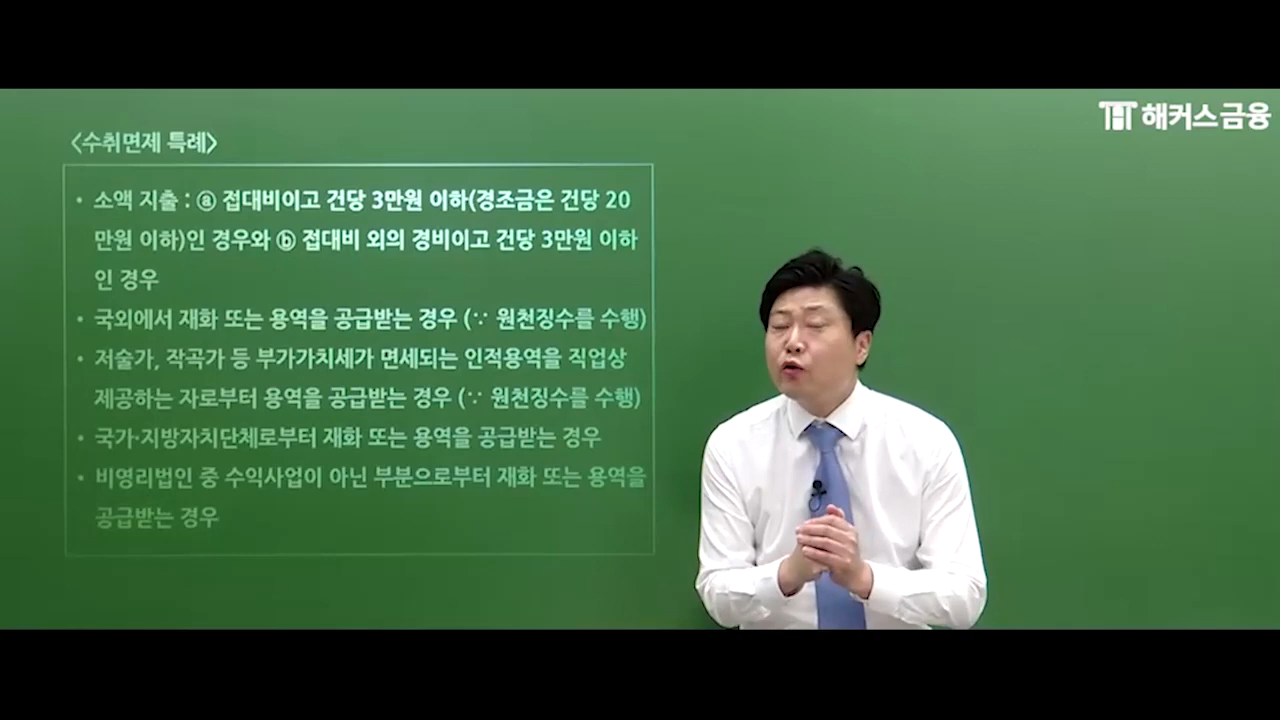 해커스금융
<수취면제 특례>
• 소액 지출 : ⓐ 접대비이고 건당 3만원 이하(경조금은 건당 20
만원 이하)인 경우와 ⓑ 접대비 외의 경비이고 건당 3만원 이하
인 경우
• 국외에서 재화 또는 용역을 공급받는 경우 (∵ 원천징수를 수행)
• 저술가, 작곡가 등 부가가치세가 면세되는 인적용역을 직업상
제공하는 자로부터 용역을 공급받는 경우 (∵ 원천징수를 수행)
• 국가·지방자치단체로부터 재화 또는 용역을 공급받는 경우
• 비영리법인 중 수익사업이 아닌 부분으로부터 재화 또는 용역을
공급받는 경우